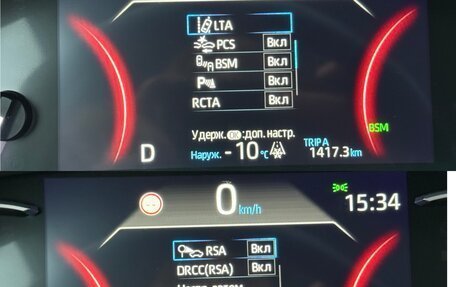 LTA
PCS Вкл
BSM Вкл
P Вкл
RCTA Вкл
Удерж. OK :доп. настр.
BSM
D Наруж. -10 °C TRIP A 1417.3 km
0 km/h 15:34
RSA Вкл
DRCC(RSA) Вкл